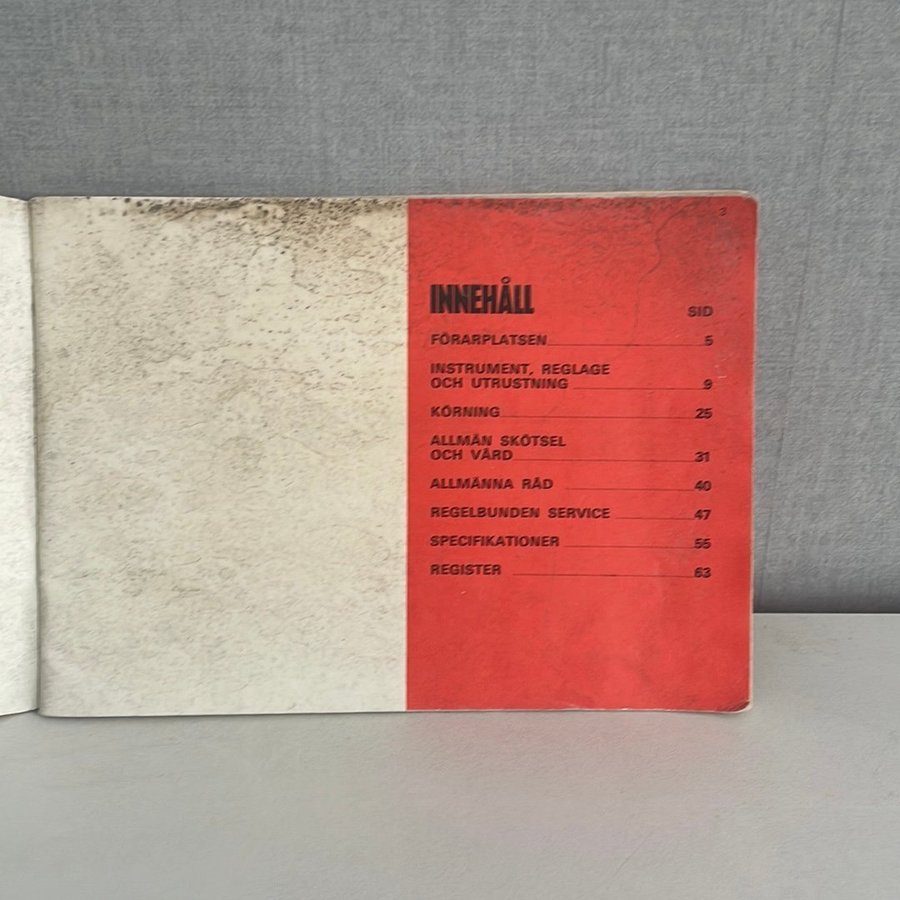 3
INNEHÅLL
SID
FÖRARPLATSEN 5
INSTRUMENT, REGLAGE
OCH UTRUSTNING 9
KÖRNING 25
ALLMÄN SKÖTSEL
OCH VÅRD 31
ALLMÄNNA RÅD 40
REGELBUNDEN SERVICE 47
SPECIFIKATIONER 55
REGISTER 63